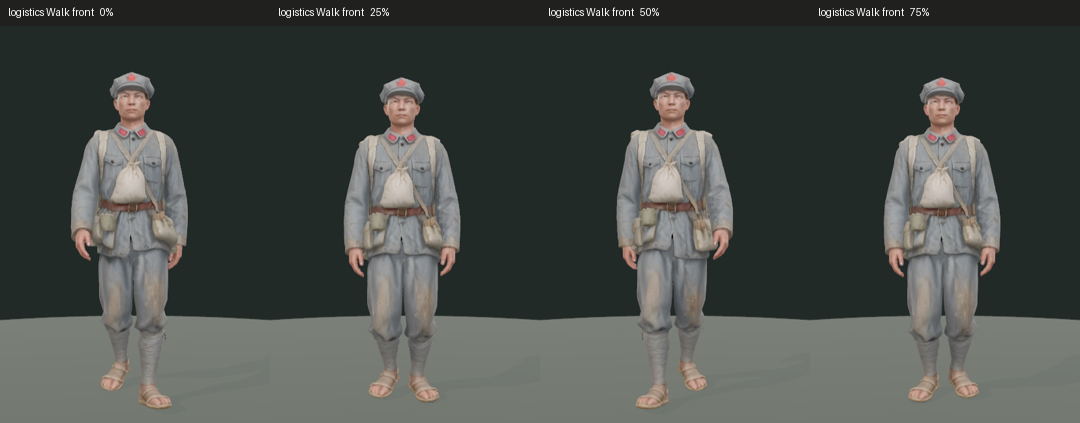 logistics Walk front 0%
logistics Walk front 25%
logistics Walk front 50%
logistics Walk front 75%